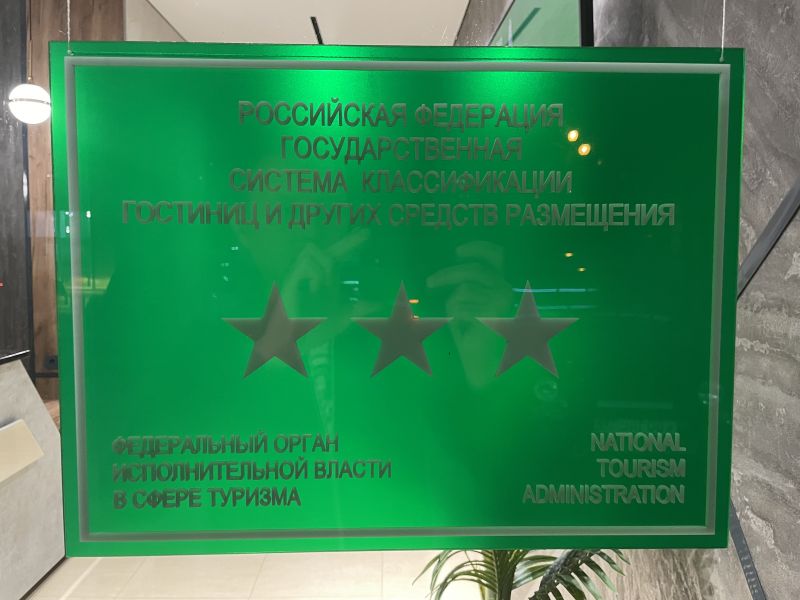 РОССИЙСКАЯ ФЕДЕРАЦИЯ
ГОСУДАРСТВЕННАЯ
СИСТЕМА КЛАССИФИКАЦИИ
ГОСТИНИЦ И ДРУГИХ СРЕДСТВ РАЗМЕЩЕНИЯ
ФЕДЕРАЛЬНЫЙ ОРГАН
ИСПОЛНИТЕЛЬНОЙ ВЛАСТИ
В СФЕРЕ ТУРИЗМА
NATIONAL
TOURISM
ADMINISTRATION